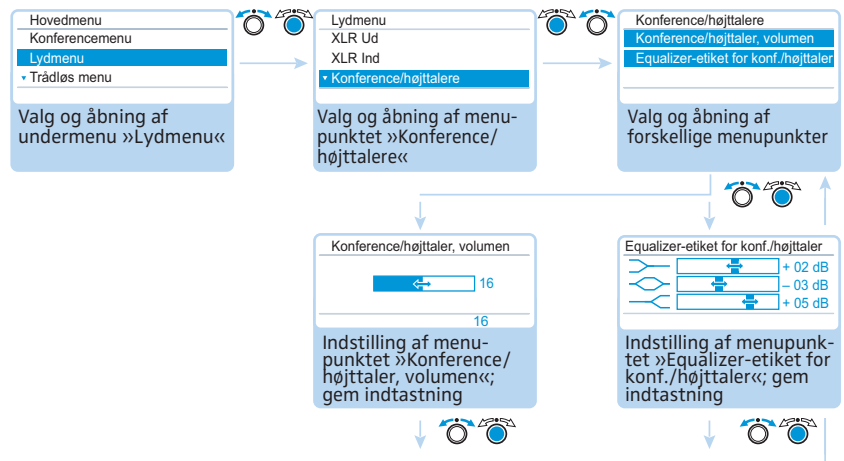 Hovedmenu
Konferencemenu
Lydmenu
Trådløs menu
Valg og åbning af
undermenu »Lydmenu«
Lydmenu
XLR Ud
XLR Ind
Konference/højttalere
Valg og åbning af menu-
punktet »Konference/
højttalere«
Konference/højttalere
Konference/højttaler, volumen
Equalizer-etiket for konf./højttaler
Valg og åbning af
forskellige menupunkter
Konference/højttaler, volumen
16
16
Indstilling af menu-
punktet »Konference/
højttaler, volumen«;
gem indtastning
Equalizer-etiket for konf./højttaler
+ 02 dB
– 03 dB
+ 05 dB
Indstilling af menupunk-
tet »Equalizer-etiket for
konf./højttaler«; gem
indtastning